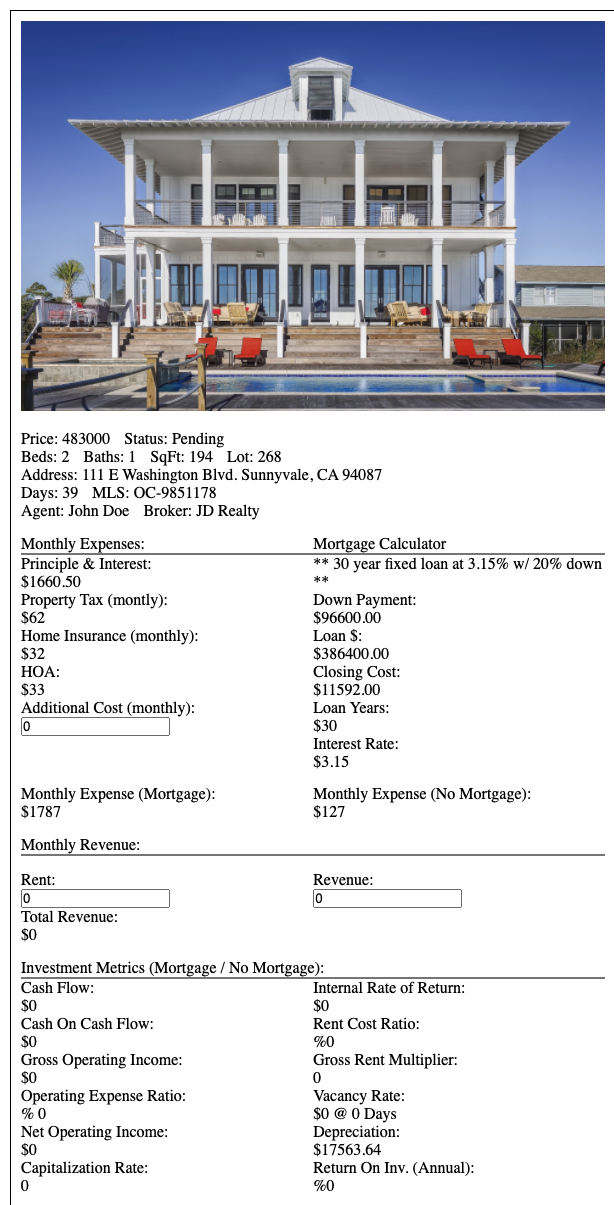 Price: 483000 Status: Pending
Beds: 2 Baths: 1 SqFt: 194 Lot: 268
Address: 111 E Washington Blvd. Sunnyvale, CA 94087
Days: 39 MLS: OC-9851178
Agent: John Doe Broker: JD Realty
Monthly Expenses:
Principle & Interest:
$1660.50
Property Tax (montly):
$62
Home Insurance (monthly):
$32
HOA:
$33
Additional Cost (monthly):
0
Mortgage Calculator
** 30 year fixed loan at 3.15% w/ 20% down
**
Down Payment:
$96600.00
Loan $:
$386400.00
Closing Cost:
$11592.00
Loan Years:
$30
Interest Rate:
$3.15
Monthly Expense (Mortgage):
$1787
Monthly Expense (No Mortgage):
$127
Monthly Revenue:
Rent:
0
Revenue:
0
Total Revenue:
$0
Investment Metrics (Mortgage / No Mortgage):
Cash Flow:
$0
Cash On Cash Flow:
$0
Gross Operating Income:
$0
Operating Expense Ratio:
% 0
Net Operating Income:
$0
Capitalization Rate:
0
Internal Rate of Return:
$0
Rent Cost Ratio:
%0
Gross Rent Multiplier:
0
Vacancy Rate:
$0 @ 0 Days
Depreciation:
$17563.64
Return On Inv. (Annual):
%0